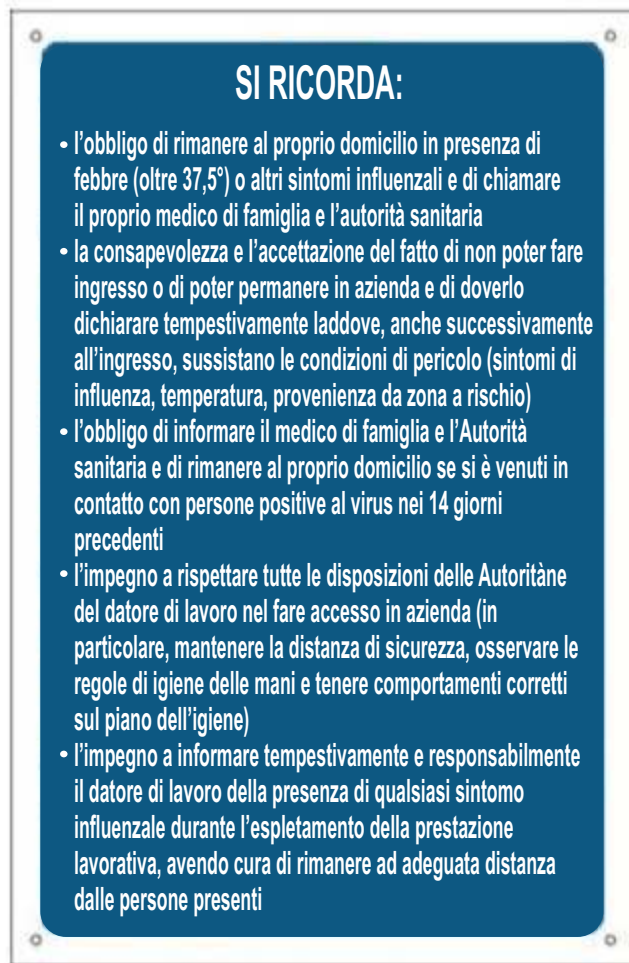 SI RICORDA:
• l'obbligo di rimanere al proprio domicilio in presenza di
febbre (oltre 37,5°) o altri sintomi influenzali e di chiamare
il proprio medico di famiglia e l'autorità sanitaria
• la consapevolezza e l'accettazione del fatto di non poter fare
ingresso o di poter permanere in azienda e di doverlo
dichiarare tempestivamente laddove, anche successivamente
all'ingresso, sussistano le condizioni di pericolo (sintomi di
influenza, temperatura, provenienza da zona a rischio)
• l'obbligo di informare il medico di famiglia e l'Autorità
sanitaria e di rimanere al proprio domicilio se si è venuti in
contatto con persone positive al virus nei 14 giorni
precedenti
• l'impegno a rispettare tutte le disposizioni delle Autoritàne
del datore di lavoro nel fare accesso in azienda (in
particolare, mantenere la distanza di sicurezza, osservare le
regole di igiene delle mani e tenere comportamenti corretti
sul piano dell'igiene)
• l'impegno a informare tempestivamente e responsabilmente
il datore di lavoro della presenza di qualsiasi sintomo
influenzale durante l'espletamento della prestazione
lavorativa, avendo cura di rimanere ad adeguata distanza
dalle persone presenti